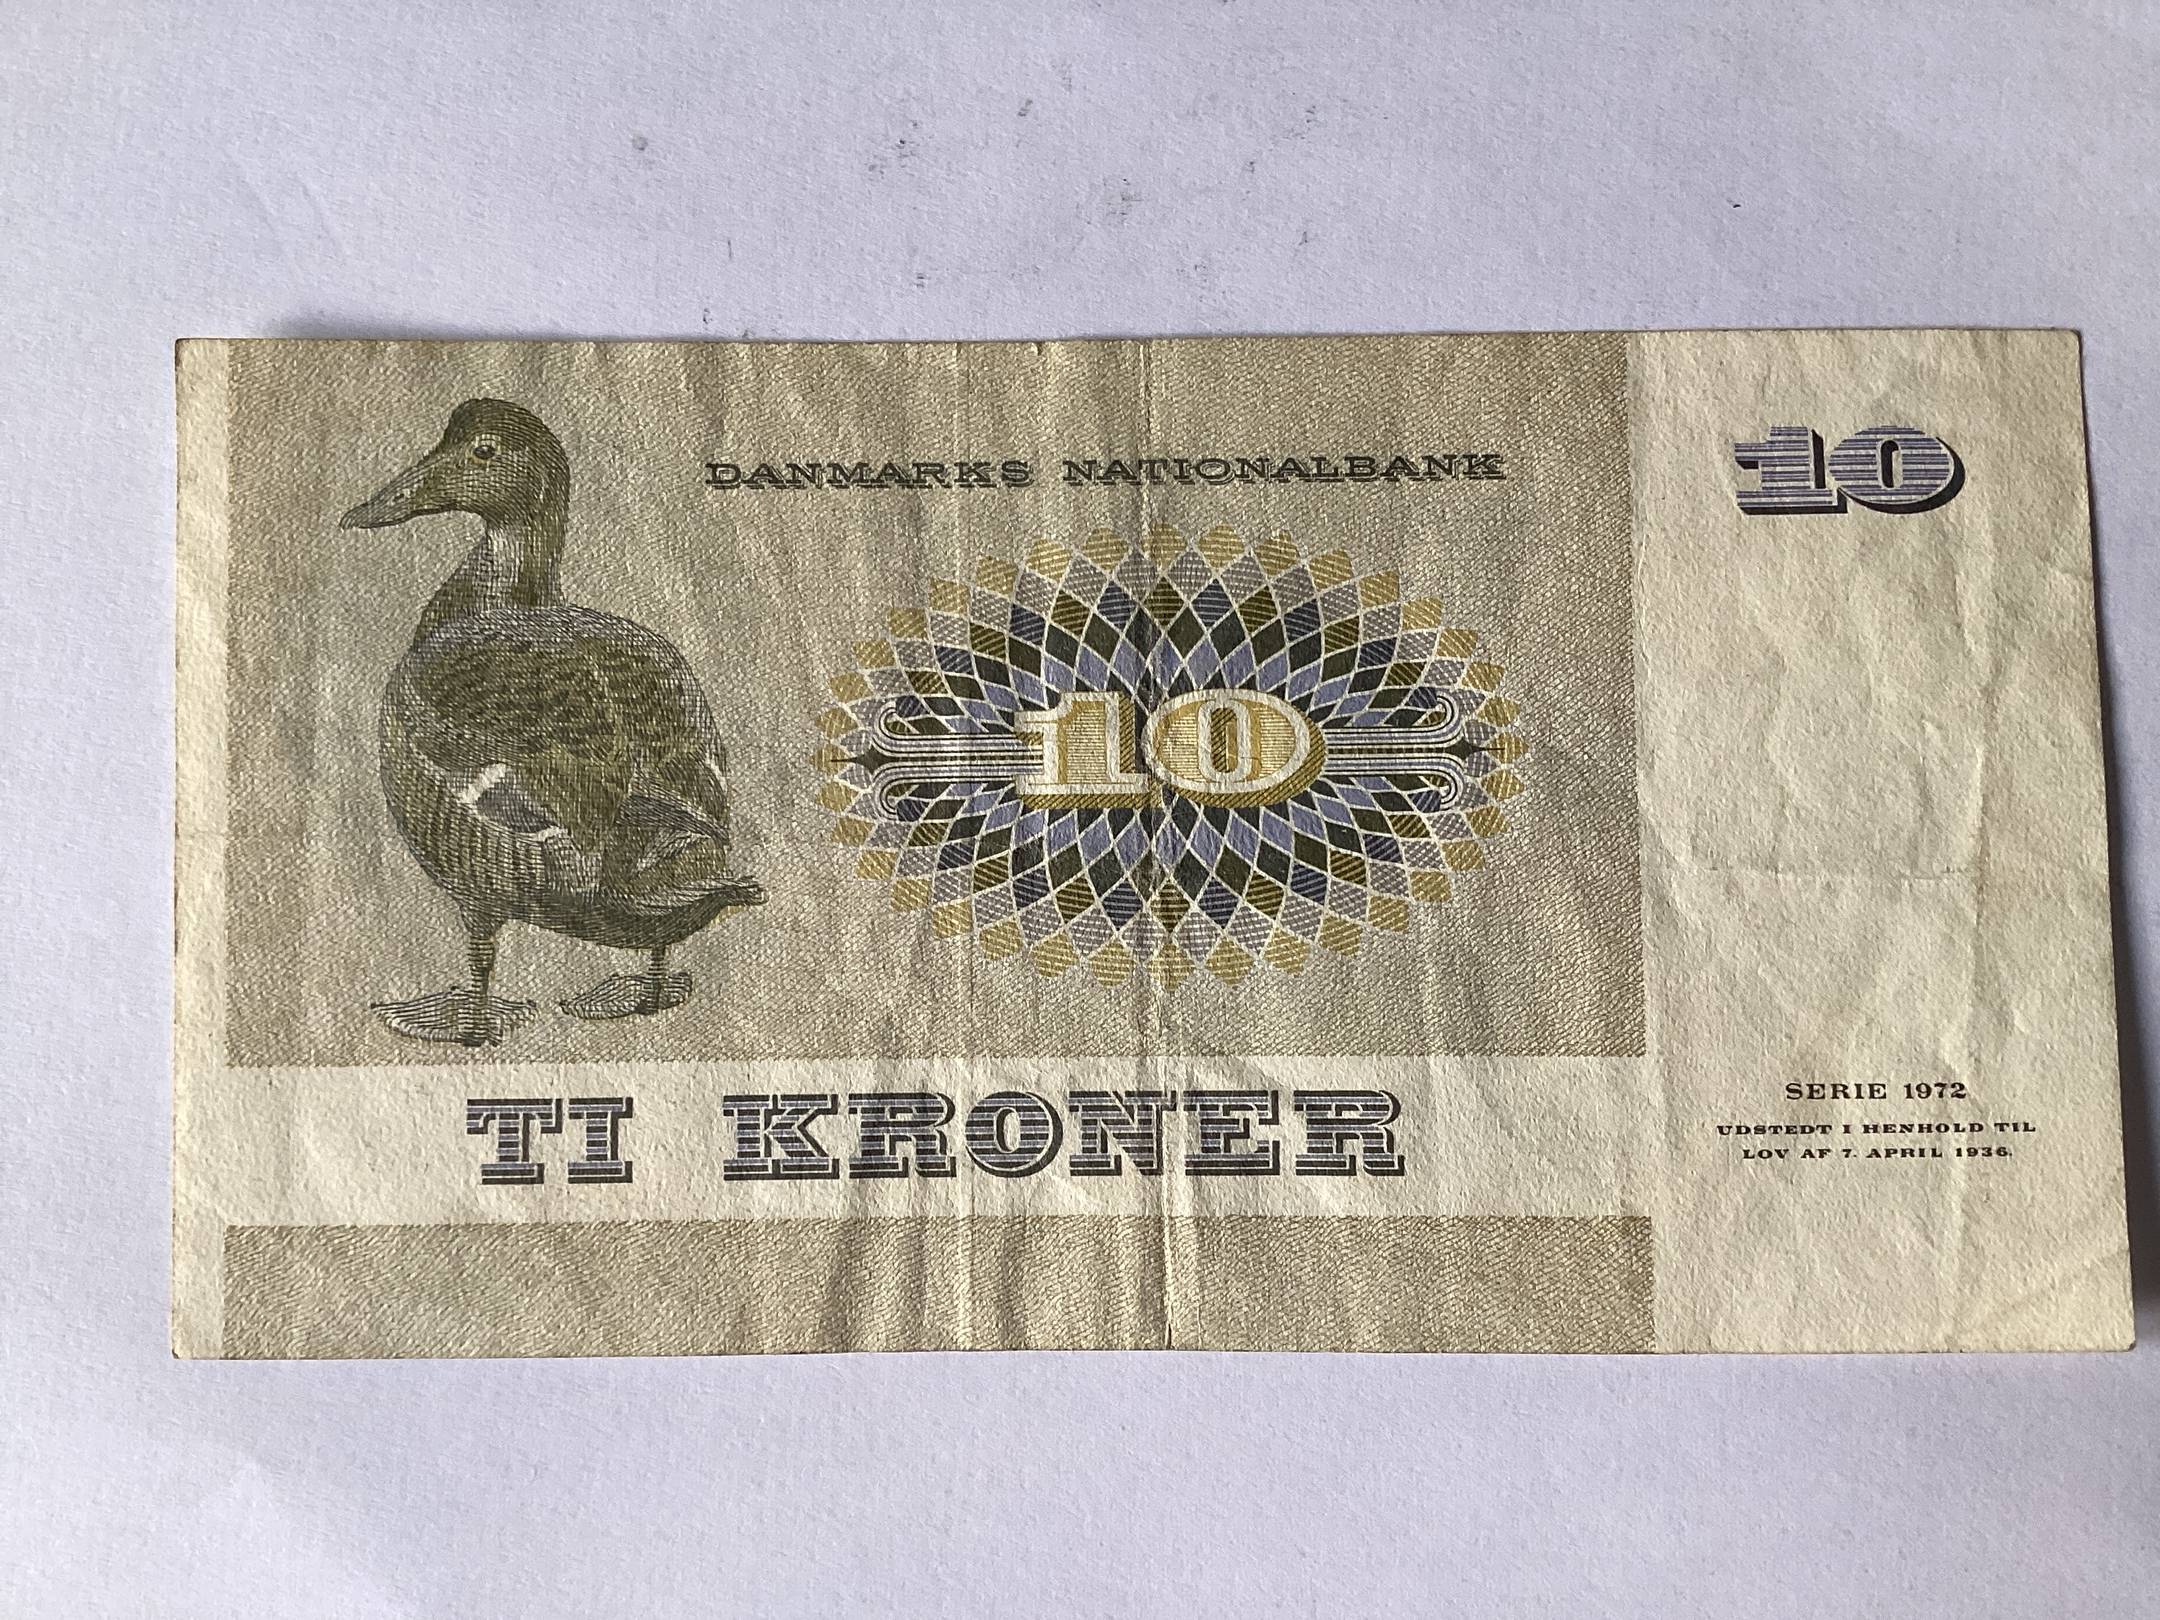 DANMARKS NATIONALBANK
10
10
TI KRONER
SERIE 1972
UDSTEDT I HENHOLD TIL
LOV AF 7. APRIL 1936.